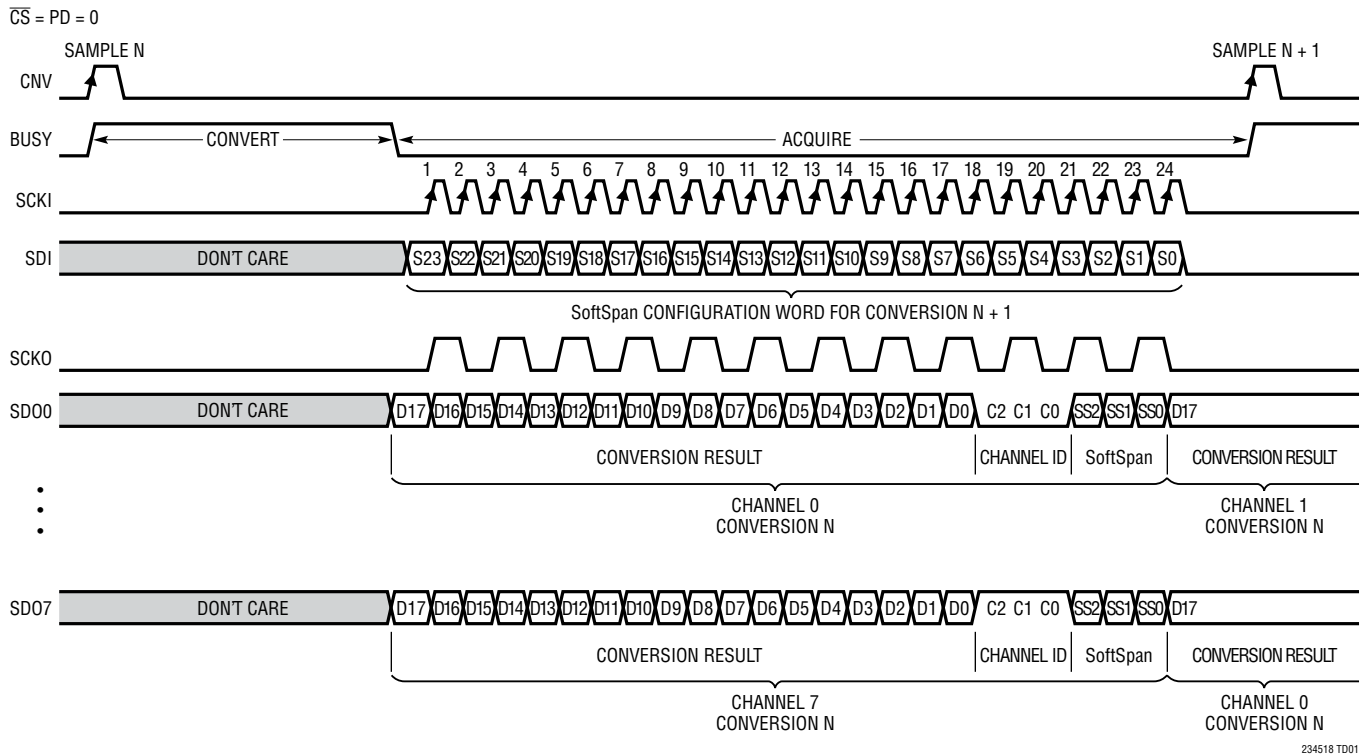 CS = PD = 0
SAMPLE N SAMPLE N + 1
CNV
BUSY CONVERT ACQUIRE
1 2 3 4 5 6 7 8 9 10 11 12 13 14 15 16 17 18 19 20 21 22 23 24
SCKI
SDI DON'T CARE S23 S22 S21 S20 S19 S18 S17 S16 S15 S14 S13 S12 S11 S10 S9 S8 S7 S6 S5 S4 S3 S2 S1 S0
SoftSpan CONFIGURATION WORD FOR CONVERSION N + 1
SCKO
SDO0 DON'T CARE D17 D16 D15 D14 D13 D12 D11 D10 D9 D8 D7 D6 D5 D4 D3 D2 D1 D0 C2 C1 C0 SS2 SS1 SS0 D17
CONVERSION RESULT CHANNEL ID SoftSpan CONVERSION RESULT
CHANNEL 0 CHANNEL 1
CONVERSION N CONVERSION N
SDO7 DON'T CARE D17 D16 D15 D14 D13 D12 D11 D10 D9 D8 D7 D6 D5 D4 D3 D2 D1 D0 C2 C1 C0 SS2 SS1 SS0 D17
CONVERSION RESULT CHANNEL ID SoftSpan CONVERSION RESULT
CHANNEL 7 CHANNEL 0
CONVERSION N CONVERSION N
234518 TD01